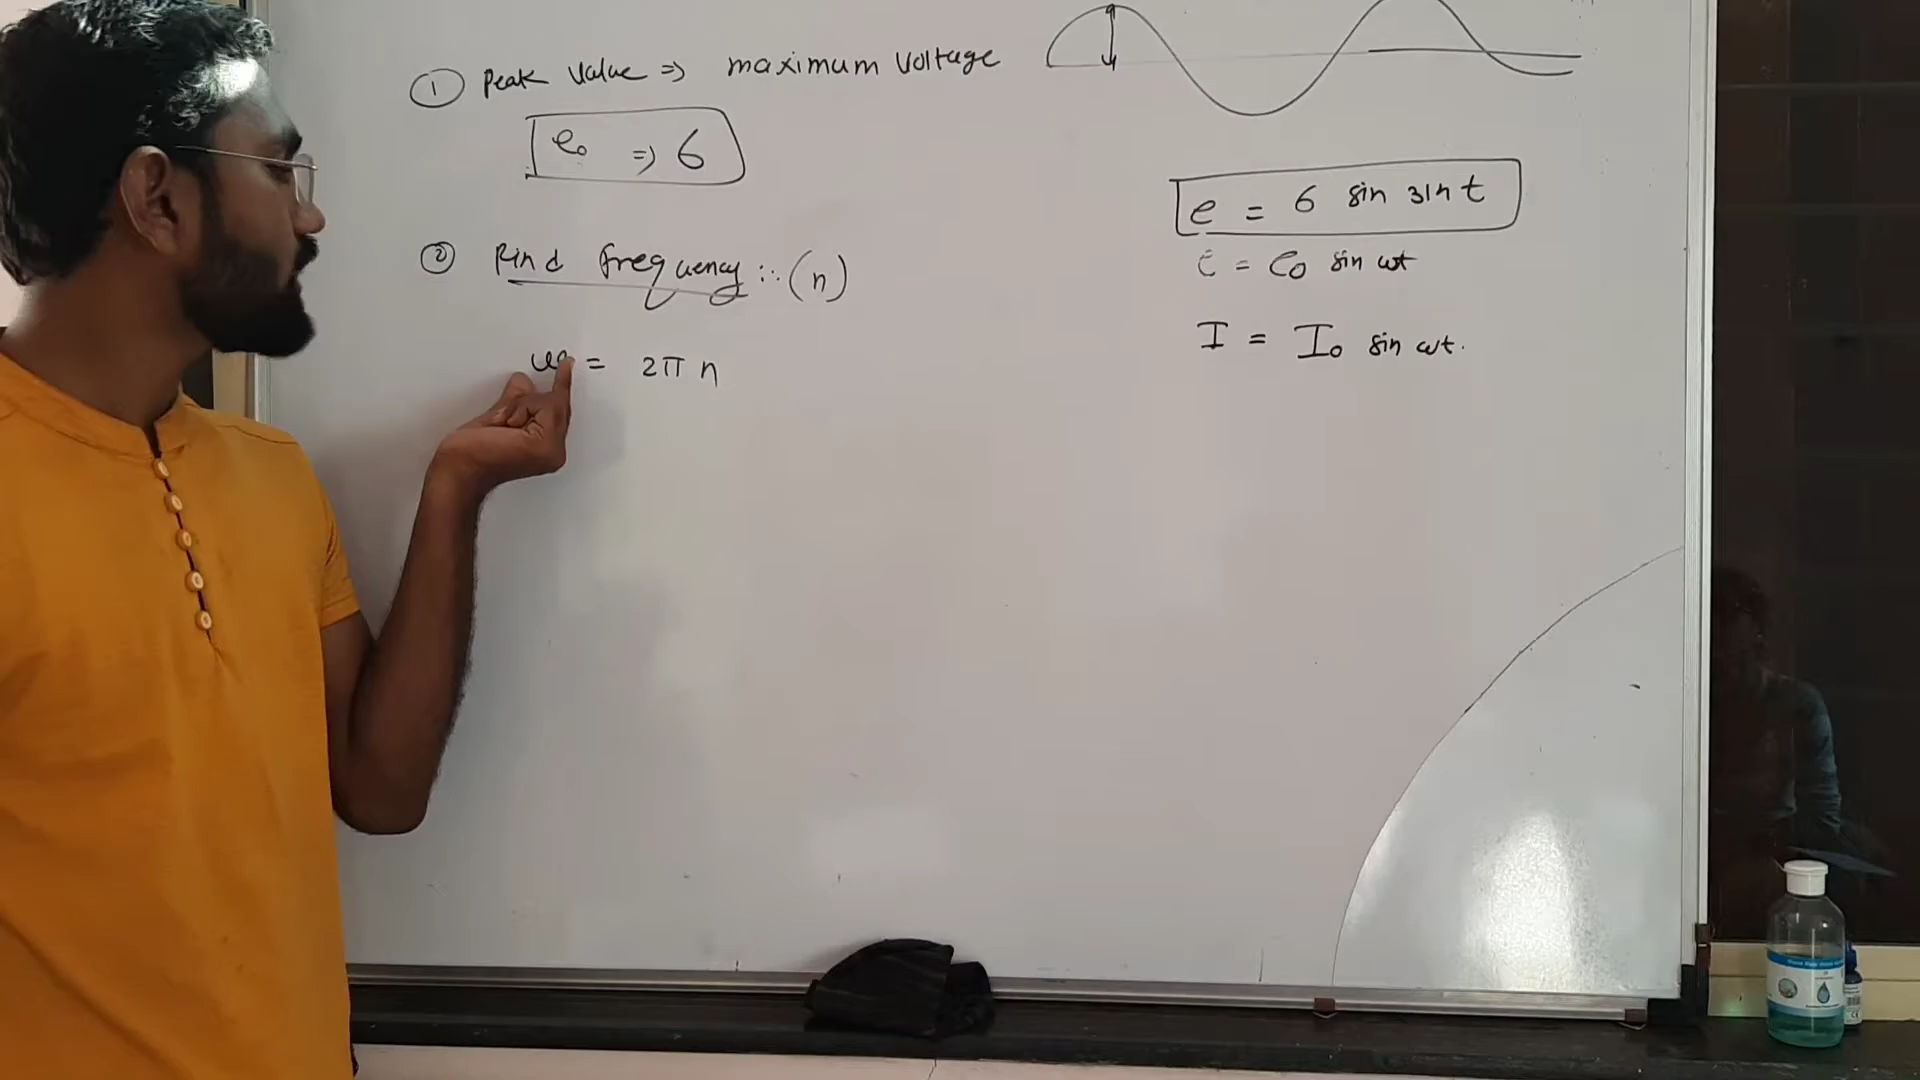 ① Peak Value ⇒ maximum Voltage
e₀ ⇒ 6
② Find frequency :. (n)
ω = 2π n
e = 6 sin 314 t
e = e₀ sin ωt
I = I₀ sin ωt.